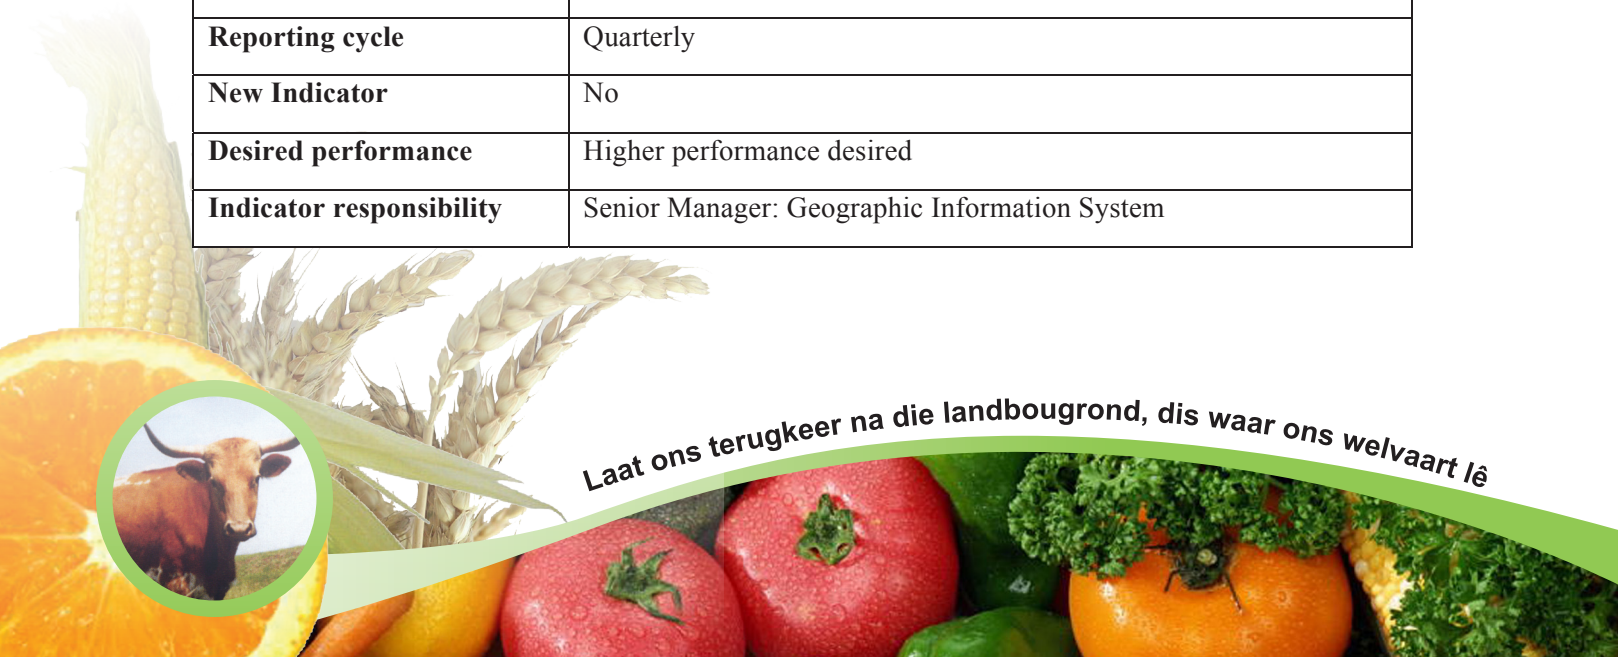 Reporting cycle Quarterly
New Indicator No
Desired performance Higher performance desired
Indicator responsibility Senior Manager: Geographic Information System
Laat ons terugkeer na die landbougrond, dis waar ons welvaart lê